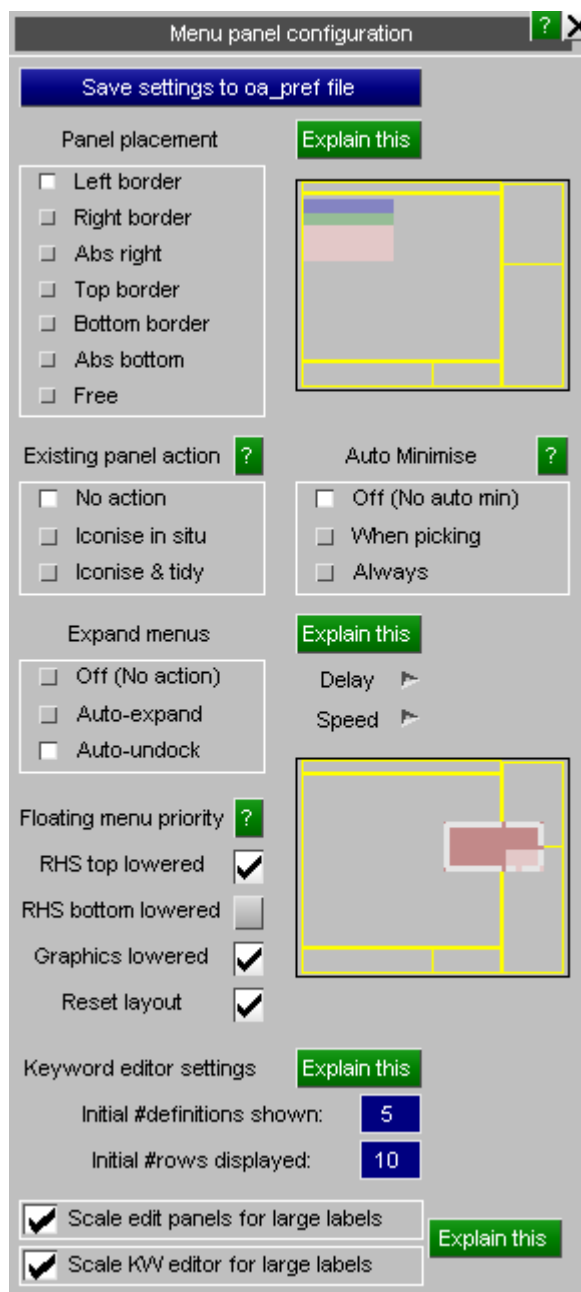 Menu panel configuration ? X
Save settings to oa_pref file
Panel placement Explain this
Left border
Right border
Abs right
Top border
Bottom border
Abs bottom
Free
Existing panel action ? Auto Minimise ?
No action Off (No auto min)
Iconise in situ When picking
Iconise & tidy Always
Expand menus Explain this
Off (No action) Delay
Auto-expand Speed
Auto-undock
Floating menu priority ?
RHS top lowered
RHS bottom lowered
Graphics lowered
Reset layout
Keyword editor settings Explain this
Initial #definitions shown: 5
Initial #rows displayed: 10
Scale edit panels for large labels
Explain this
Scale KW editor for large labels